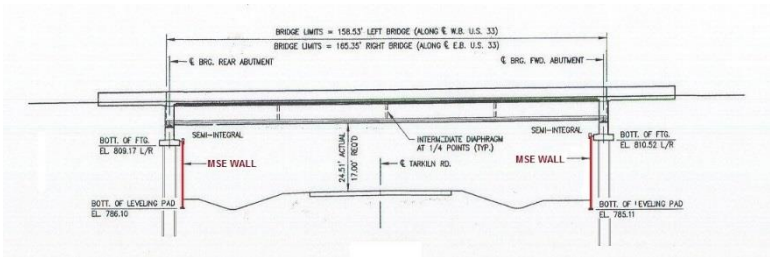 BRIDGE LIMITS = 158.53' LEFT BRIDGE (ALONG ℄ W.B. U.S. 33)
BRIDGE LIMITS = 165.35' RIGHT BRIDGE (ALONG ℄ E.B. U.S. 33)
℄ BRG. REAR ABUTMENT
℄ BRG. FWD. ABUTMENT
SEMI-INTEGRAL
SEMI-INTEGRAL
BOTT. OF FTG.
EL. 809.17 L/R
MSE WALL
24.51' ACTUAL
17.00' REQ'D
INTERMEDIATE DIAPHRAGM
AT 1/4 POINTS (TYP.)
℄ TARKILN RD.
MSE WALL
BOTT. OF FTG.
EL. 810.52 L/R
BOTT. OF LEVELING PAD
EL. 786.10
BOTT. OF LEVELING PAD
EL. 785.11